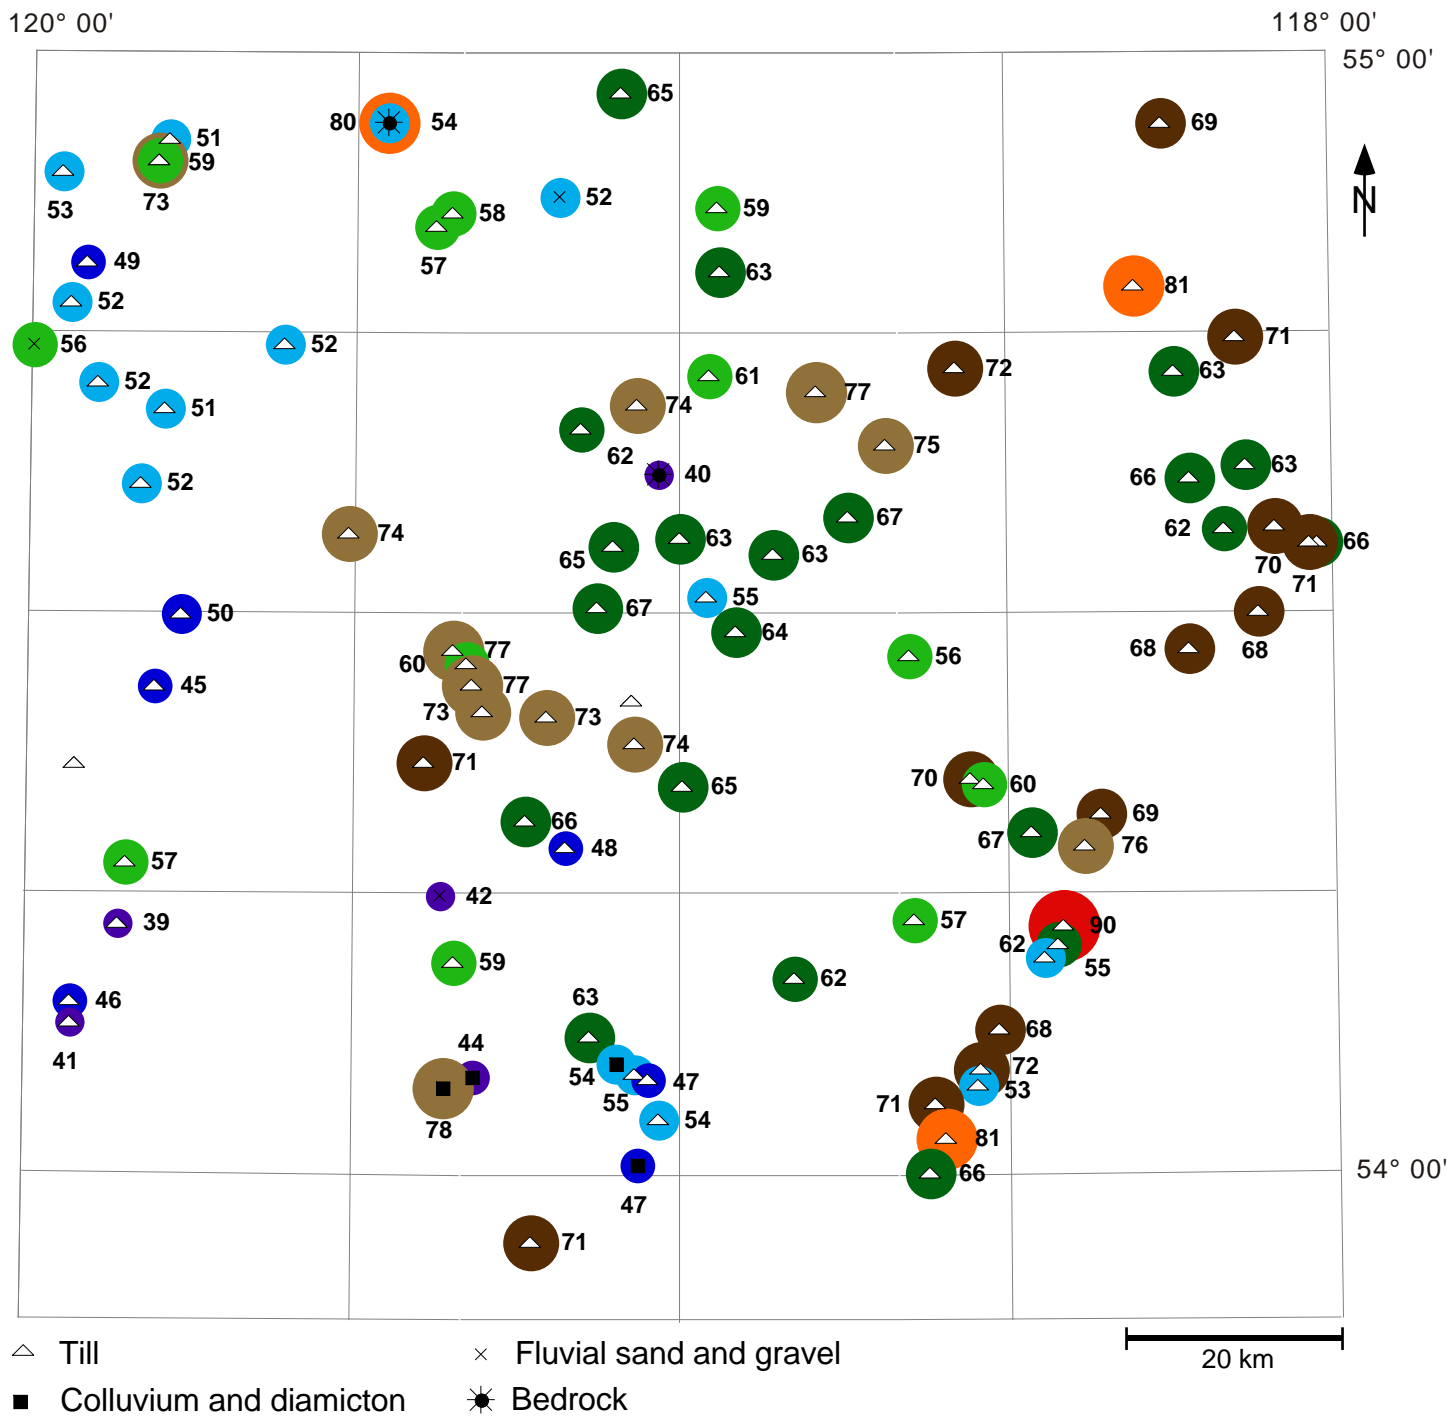 120° 00' 118° 00'
55° 00'
65
80 54 69
51
59
53 73
52
58 59
57
49 63
52 81
56 52 71
52 61 72 63
51 74 77
62 75
40 66 63
52
74 65 63 67 62 66
63 70
71
55
50 67 68
64
77 56 68
60
45 77
73 73
74
71 70 60
65
66 69
48 67 76
57
42
39 57 90
62
59 55
62
46 63
41 68
44 54 47 72
55 53
78 54 71
81
47 66
54° 00'
71
N
Till Fluvial sand and gravel
20 km
Colluvium and diamicton Bedrock